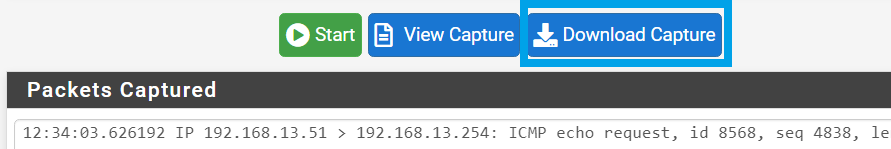 Start View Capture Download Capture
Packets Captured
12:34:03.626192 IP 192.168.13.51 > 192.168.13.254: ICMP echo request, id 8568, seq 4838, le